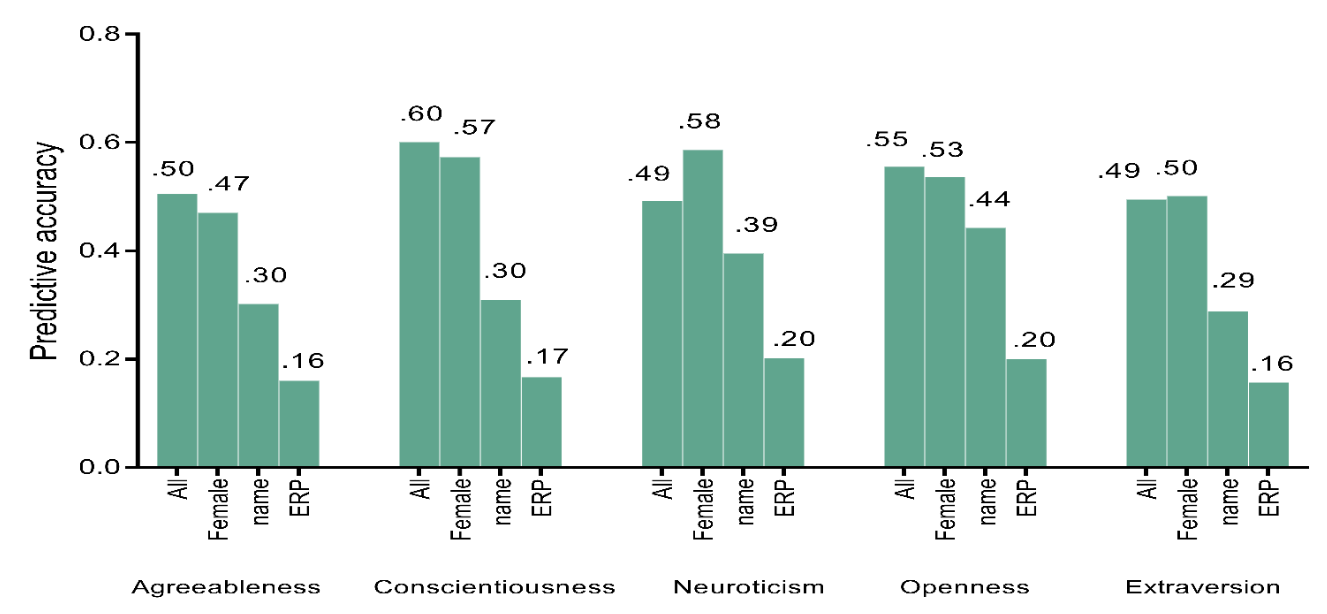 Predictive accuracy
0.8
0.6
0.4
0.2
0.0
.50
.47
.30
.16
.60
.57
.30
.17
.49
.58
.39
.20
.55
.53
.44
.20
.49
.50
.29
.16
All
Female
name
ERP
All
Female
name
ERP
All
Female
name
ERP
All
Female
name
ERP
All
Female
name
ERP
Agreeableness
Conscientiousness
Neuroticism
Openness
Extraversion